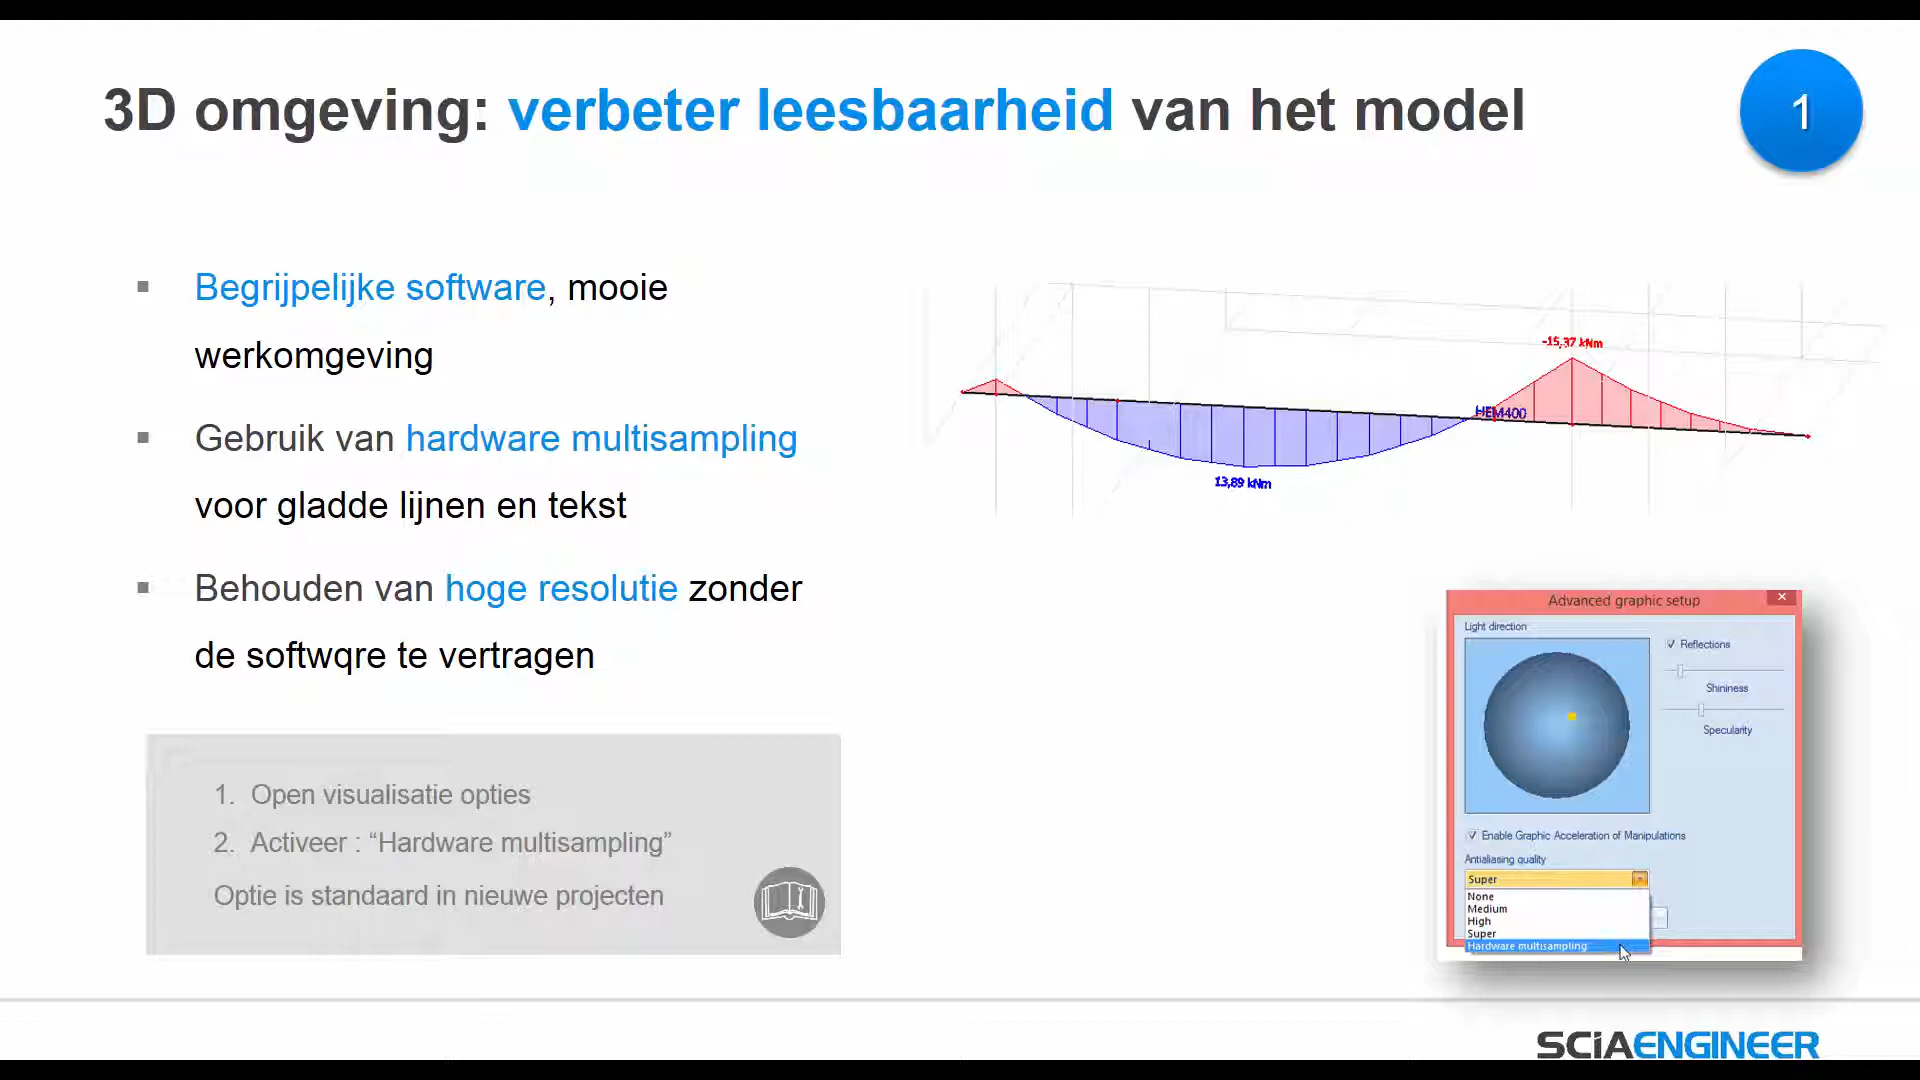 3D omgeving: verbeter leesbaarheid van het model
1
▪ Begrijpelijke software, mooie
werkomgeving
▪ Gebruik van hardware multisampling
voor gladde lijnen en tekst
▪ Behouden van hoge resolutie zonder
de softwqre te vertragen
1. Open visualisatie opties
2. Activeer : “Hardware multisampling”
Optie is standaard in nieuwe projecten
-15,37 kNm
HEM400
13,89 kNm
Advanced graphic setup
Light direction
Reflections
Shininess
Specularity
Enable Graphic Acceleration of Manipulations
Antialiasing quality
Super
None
Medium
High
Super
Hardware multisampling
SCiAENGINEER